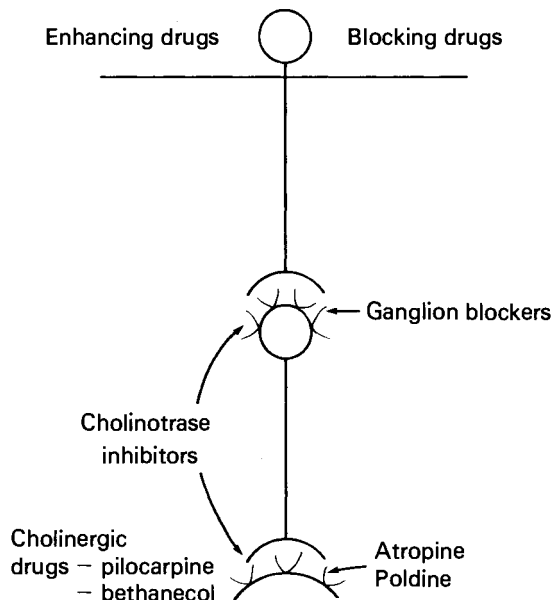 Enhancing drugs
Blocking drugs
Ganglion blockers
Cholinotrase
inhibitors
Cholinergic
drugs – pilocarpine
– bethanecol
Atropine
Poldine